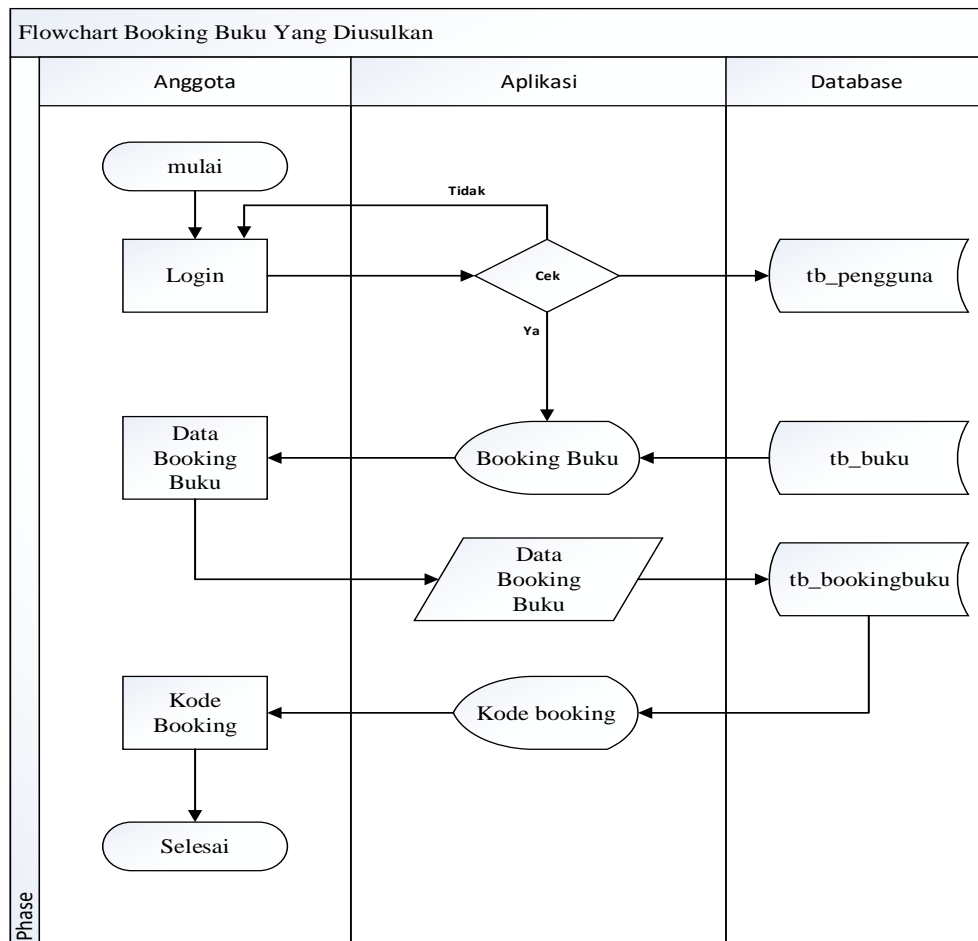 Flowchart Booking Buku Yang Diusulkan
Anggota
Aplikasi
Database
mulai
Tidak
Login
Cek
tb_pengguna
Ya
Data
Booking
Buku
Booking Buku
tb_buku
Data
Booking
Buku
tb_bookingbuku
Kode
Booking
Kode booking
Selesai
Phase